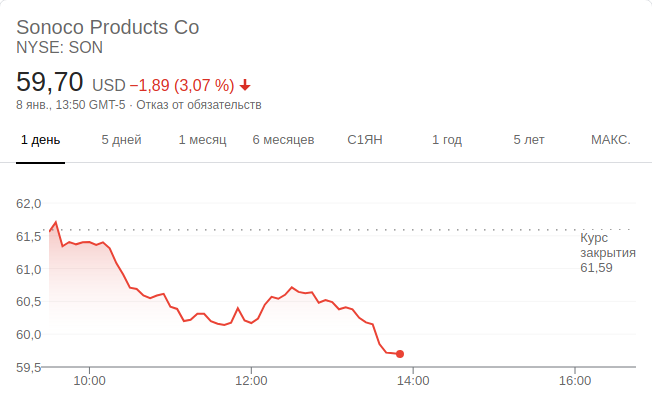 Sonoco Products Co
NYSE: SON
59,70 USD −1,89 (3,07 %)
8 янв., 13:50 GMT-5 · Отказ от обязательств
1 день 5 дней 1 месяц 6 месяцев С1ЯН 1 год 5 лет МАКС.
62,0
61,5
61,0
60,5
60,0
59,5
Курс
закрытия
61,59
10:00 12:00 14:00 16:00